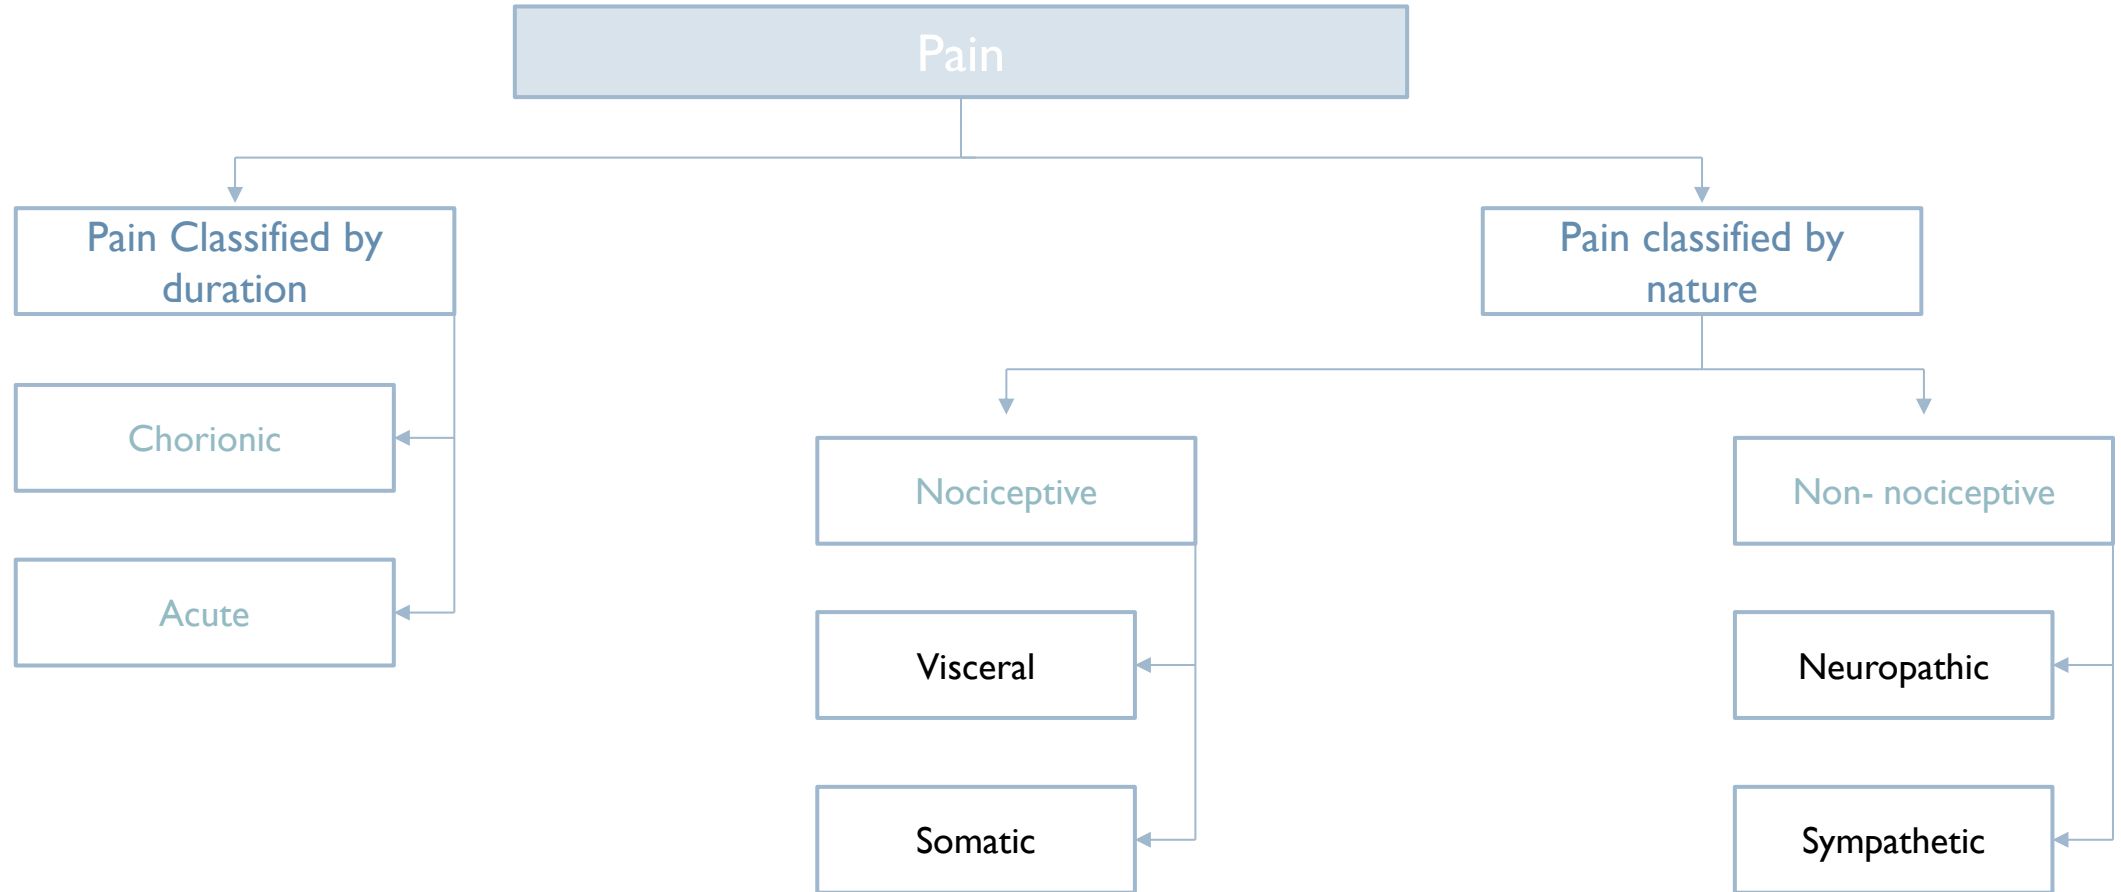 Pain
Pain Classified by
duration
Pain classified by
nature
Chorionic
Acute
Nociceptive
Non- nociceptive
Visceral
Neuropathic
Somatic
Sympathetic